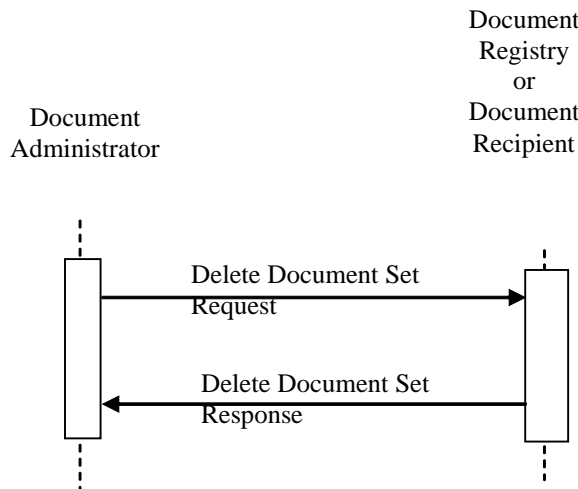 Document
Registry
or
Document
Recipient
Document
Administrator
Delete Document Set
Request
Delete Document Set
Response